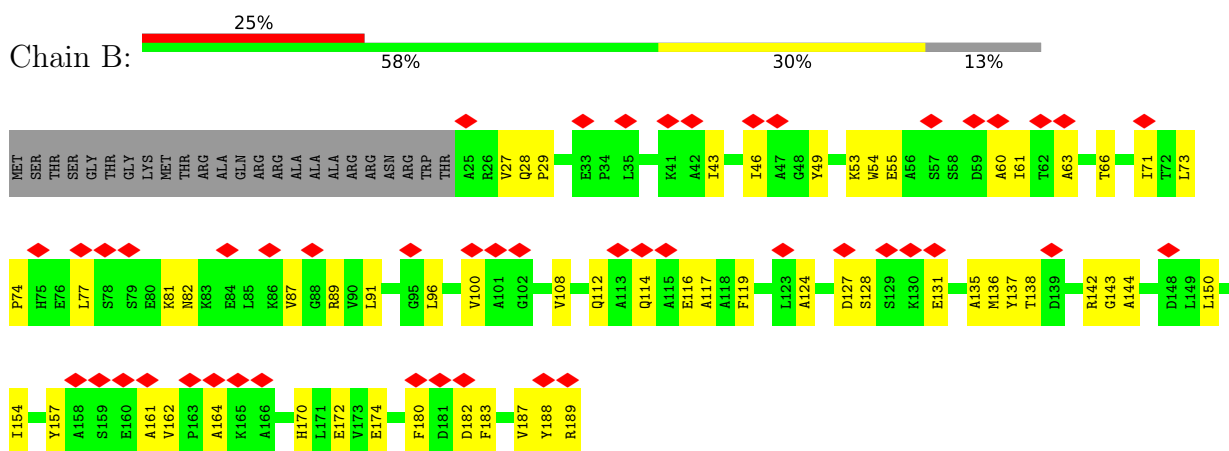 25%
Chain B:
58% 30% 13%
MET SER THR SER GLY THR GLY LYS MET THR ARG ALA ALA GLN ARG ARG ALA ALA ALA ARG ARG ASN ARG TRP THR A25 R26 V27 Q28 P29 E33 P34 L35 K41 A42 I43 I46 A47 G48 Y49 K53 W54 E55 A56 S57 S58 D59 A60 I61 T62 A63 T66 I71 T72 L73
P74 H75 E76 L77 S78 S79 E80 K81 N82 K83 E84 L85 K86 V87 G88 R89 V90 L91 G95 L96 V100 A101 G102 V108 Q112 A113 Q114 A115 E116 A117 A118 F119 L123 A124 D127 S128 S129 K130 E131 A135 M136 Y137 T138 D139 R142 G143 A144 D148 L149 L150
I154 Y157 A158 S159 E160 A161 V162 P163 A164 K165 A166 H170 L171 E172 V173 E174 F180 D181 D182 F183 V187 Y188 R189